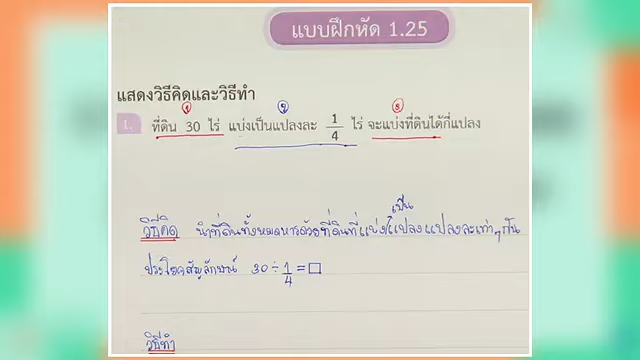 แบบฝึกหัด 1.25
แสดงวิธีคิดและวิธีทำ
1 2 3
1. ที่ดิน 30 ไร่ แบ่งเป็นแปลงละ 1/4 ไร่ จะแบ่งที่ดินได้กี่แปลง
เป็น
วิธีคิด นำที่ดินทั้งหมดหารด้วยที่ดินที่แบ่งแปลงแปลงละเท่าๆกัน
ประโยคสัญลักษณ์ 30 ÷ 1/4 = □
วิธีทำ